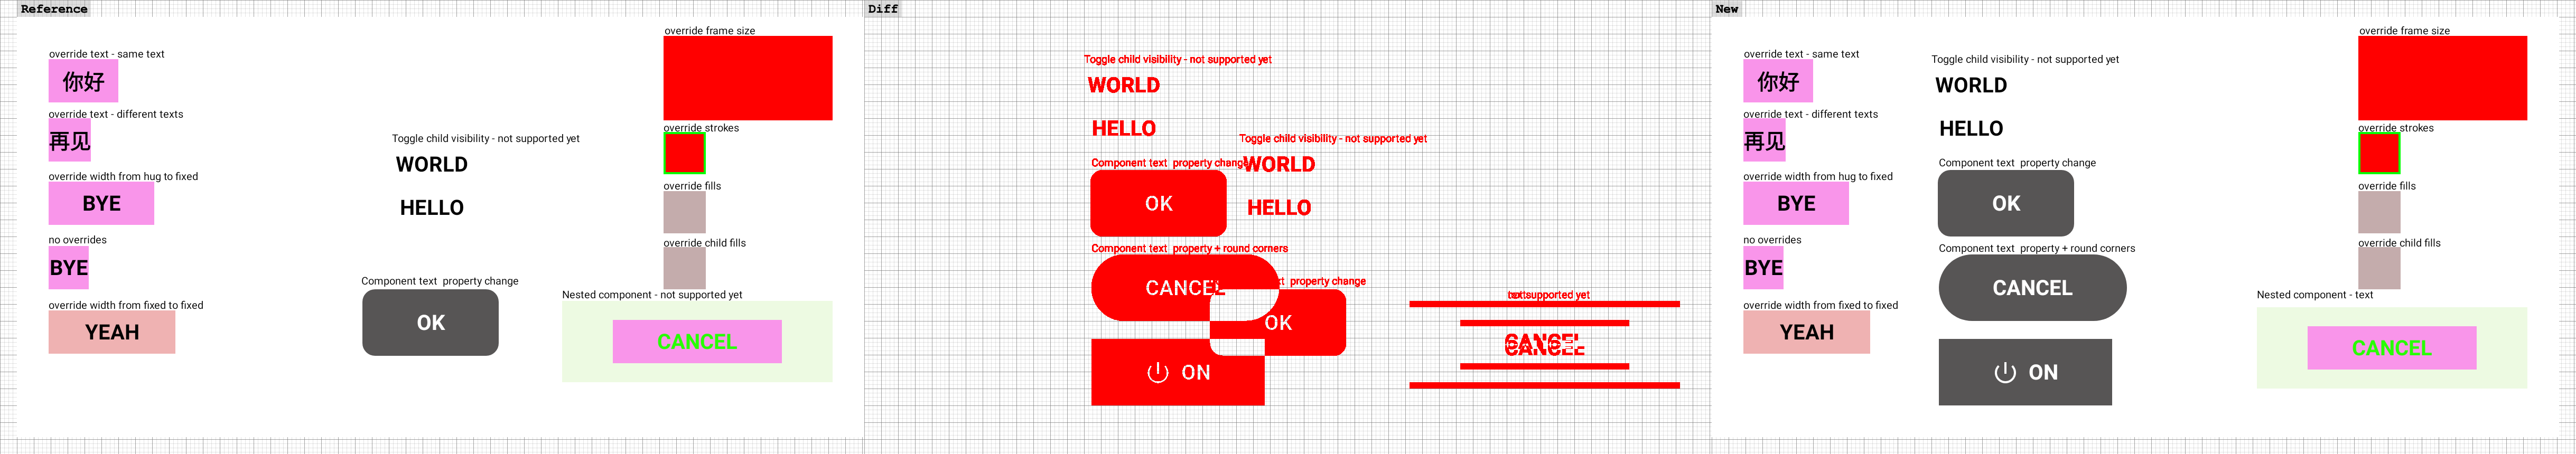 Reference
override text - same text
你好
override text - different texts
再见
override width from hug to fixed
BYE
no overrides
BYE
override width from fixed to fixed
YEAH
Toggle child visibility - not supported yet
WORLD
HELLO
Component text  property change
OK
override frame size
override strokes
override fills
override child fills
Nested component - not supported yet
CANCEL
Diff
Toggle child visibility - not supported yet
WORLD
HELLO
Component text  property change
OK
Component text  property + round corners
CANCEL
ON
Toggle child visibility - not supported yet
WORLD
HELLO
property change
OK
supported yet
CANCEL
New
override text - same text
你好
override text - different texts
再见
override width from hug to fixed
BYE
no overrides
BYE
override width from fixed to fixed
YEAH
Toggle child visibility - not supported yet
WORLD
HELLO
Component text  property change
OK
Component text  property + round corners
CANCEL
ON
override frame size
override strokes
override fills
override child fills
Nested component - text
CANCEL